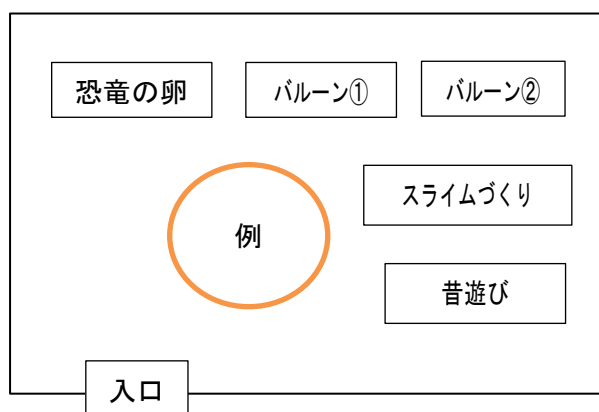 恐竜の卵
バルーン①
バルーン②
スライムづくり
例
昔遊び
入口